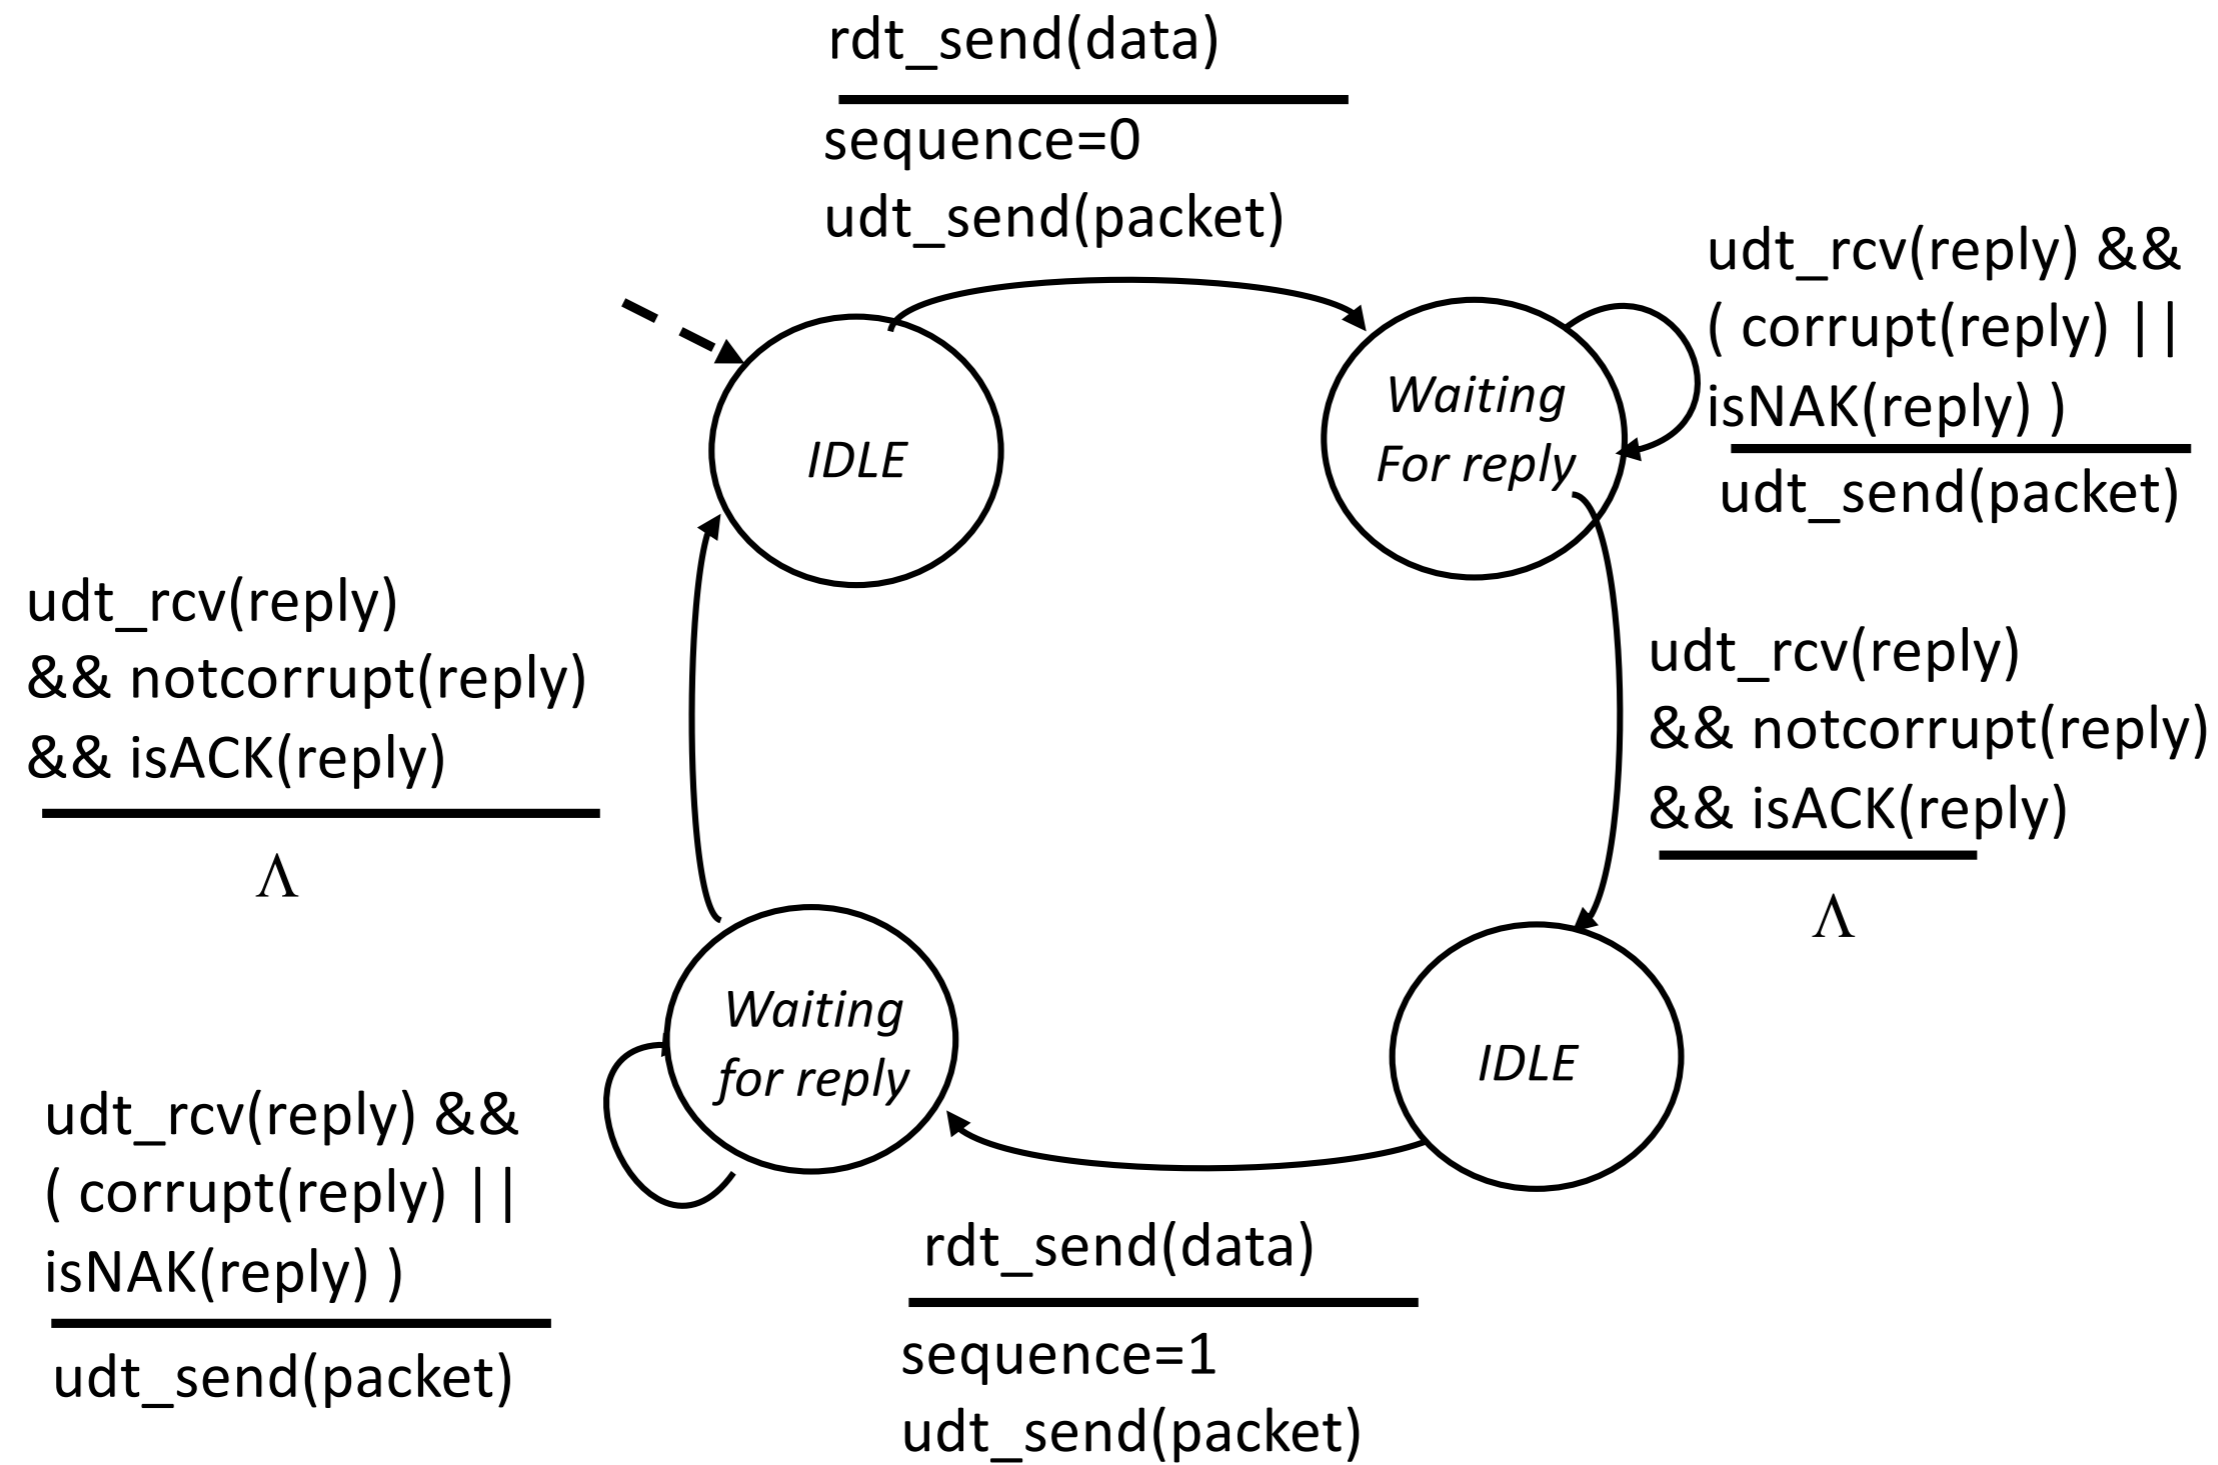 rdt_send(data)
sequence=0
udt_send(packet)
udt_rcv(reply) &&
( corrupt(reply) ||
isNAK(reply) )
udt_send(packet)
IDLE
Waiting
For reply
udt_rcv(reply)
&& notcorrupt(reply)
&& isACK(reply)
Λ
udt_rcv(reply)
&& notcorrupt(reply)
&& isACK(reply)
Λ
Waiting
for reply
IDLE
udt_rcv(reply) &&
( corrupt(reply) ||
isNAK(reply) )
udt_send(packet)
rdt_send(data)
sequence=1
udt_send(packet)